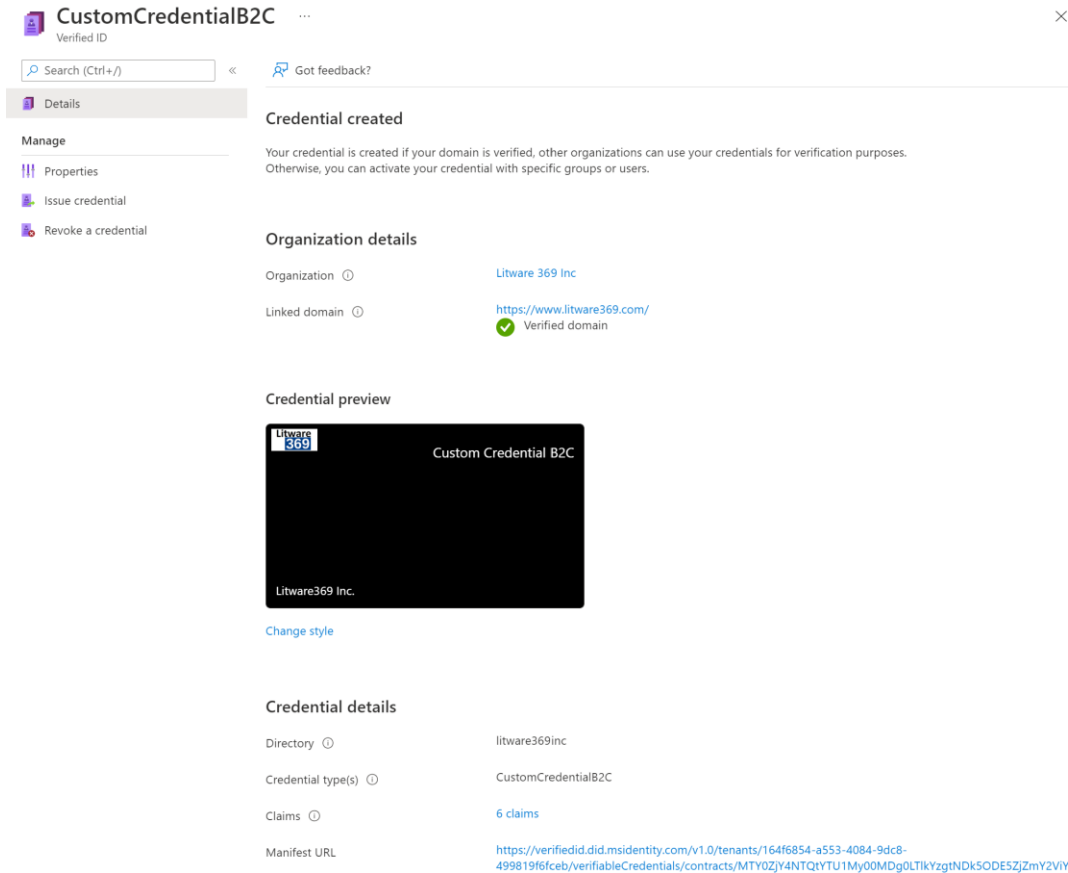 CustomCredentialB2C ...
Verified ID
Search (Ctrl+/)
«
Got feedback?
Details
Manage
Properties
Issue credential
Revoke a credential
Credential created
Your credential is created if your domain is verified, other organizations can use your credentials for verification purposes.
Otherwise, you can activate your credential with specific groups or users.
Organization details
Organization
Litware 369 Inc
Linked domain
https://www.litware369.com/
Verified domain
Credential preview
Litware
369
Custom Credential B2C
Litware369 Inc.
Change style
Credential details
Directory
litware369inc
Credential type(s)
CustomCredentialB2C
Claims
6 claims
Manifest URL
https://verifiedid.did.msidentity.com/v1.0/tenants/164f6854-a553-4084-9dc8-
499819f6fceb/verifiableCredentials/contracts/MTY0ZjY4NTQtYTU1My00MDg0LTlkYzgtNDk5ODE5ZjZmY2ViY